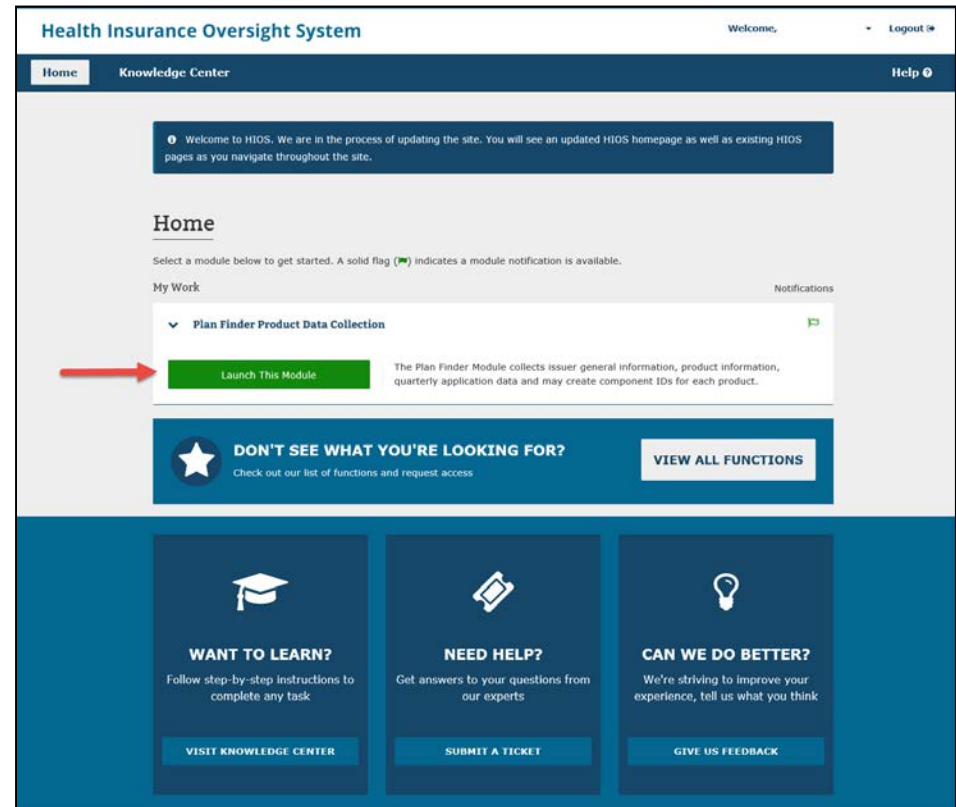 Health Insurance Oversight System
Welcome,
Logout
Home
Knowledge Center
Help
Welcome to HIOS. We are in the process of updating the site. You will see an updated HIOS homepage as well as existing HIOS
pages as you navigate throughout the site.
Home
Select a module below to get started. A solid flag () indicates a module notification is available.
My Work
Notifications
Plan Finder Product Data Collection
Launch This Module
The Plan Finder Module collects issuer general information, product information,
quarterly application data and may create component IDs for each product.
DON'T SEE WHAT YOU'RE LOOKING FOR?
Check out our list of functions and request access
VIEW ALL FUNCTIONS
WANT TO LEARN?
Follow step-by-step instructions to
complete any task
VISIT KNOWLEDGE CENTER
NEED HELP?
Get answers to your questions from
our experts
SUBMIT A TICKET
CAN WE DO BETTER?
We're striving to improve your
experience, tell us what you think
GIVE US FEEDBACK